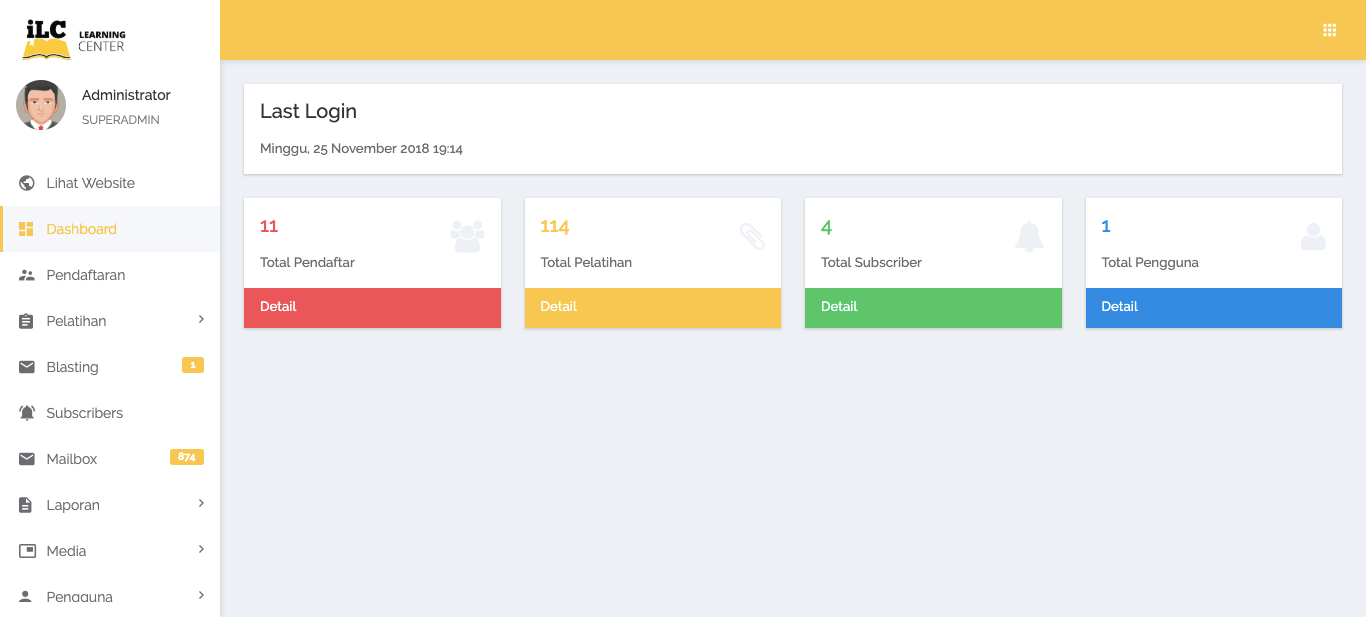 iLC LEARNING
CENTER
Administrator
SUPERADMIN
Lihat Website
Dashboard
Pendaftaran
Pelatihan
Blasting 1
Subscribers
Mailbox 874
Laporan
Media
Pengguna
Last Login
Minggu, 25 November 2018 19:14
11
Total Pendaftar
Detail
114
Total Pelatihan
Detail
4
Total Subscriber
Detail
1
Total Pengguna
Detail